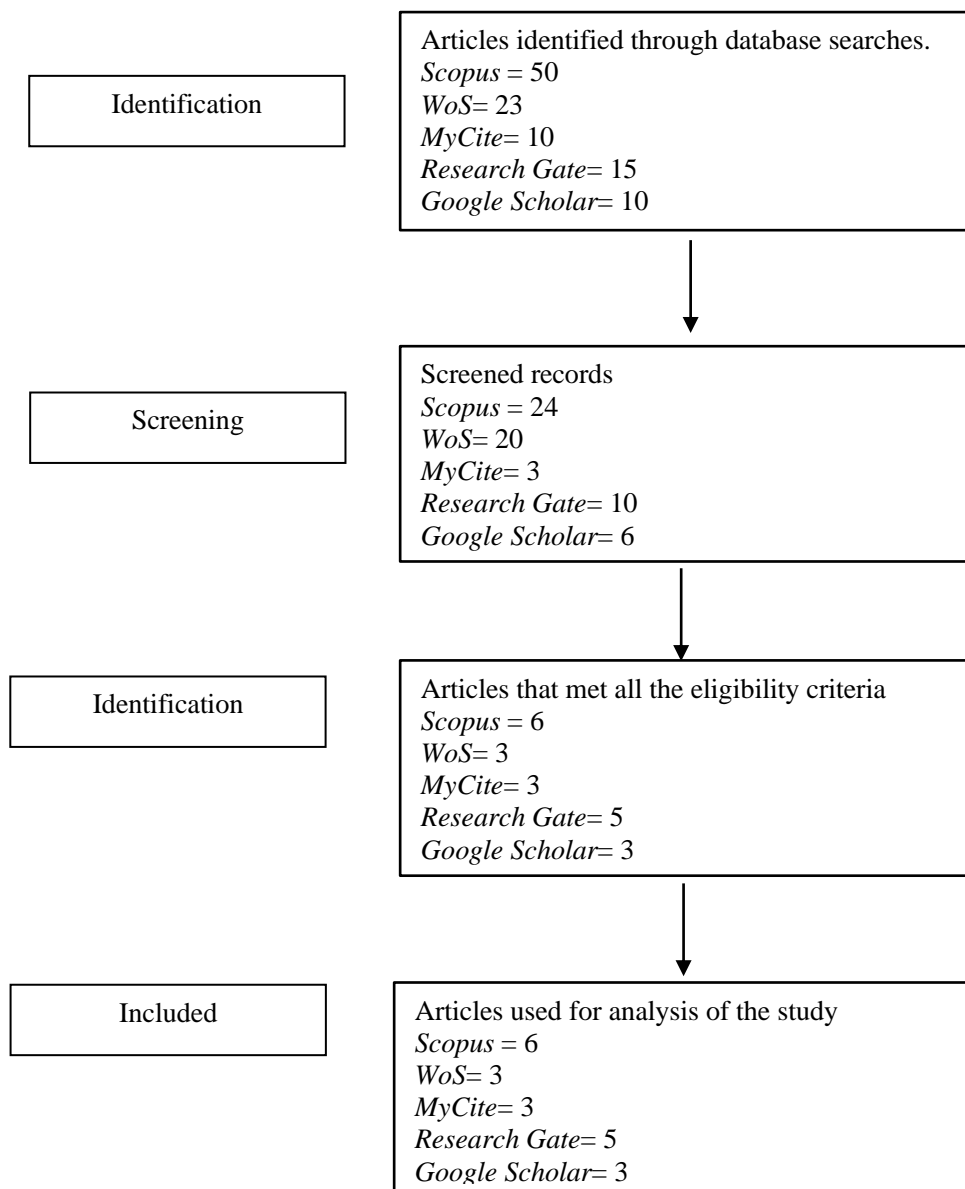 Identification
Articles identified through database searches.
Scopus = 50
WoS= 23
MyCite= 10
Research Gate= 15
Google Scholar= 10
Screening
Screened records
Scopus = 24
WoS= 20
MyCite= 3
Research Gate= 10
Google Scholar= 6
Identification
Articles that met all the eligibility criteria
Scopus = 6
WoS= 3
MyCite= 3
Research Gate= 5
Google Scholar= 3
Included
Articles used for analysis of the study
Scopus = 6
WoS= 3
MyCite= 3
Research Gate= 5
Google Scholar= 3